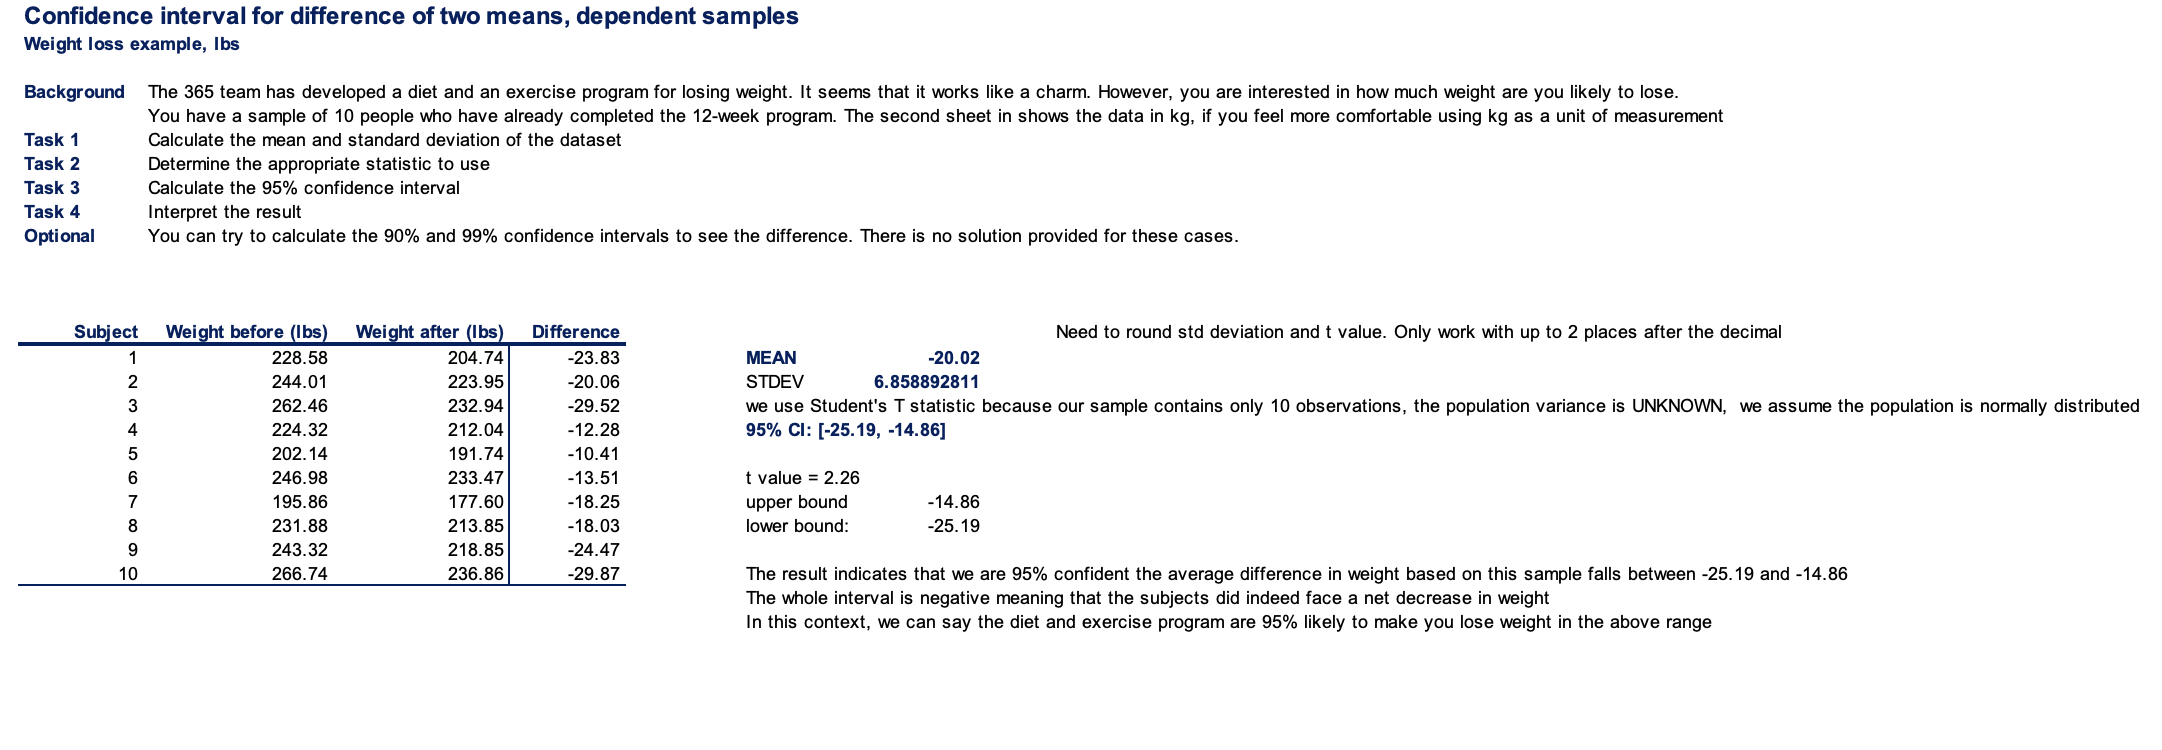 Confidence interval for difference of two means, dependent samples
Weight loss example, lbs
Background The 365 team has developed a diet and an exercise program for losing weight. It seems that it works like a charm. However, you are interested in how much weight are you likely to lose.
You have a sample of 10 people who have already completed the 12-week program. The second sheet in shows the data in kg, if you feel more comfortable using kg as a unit of measurement
Task 1 Calculate the mean and standard deviation of the dataset
Task 2 Determine the appropriate statistic to use
Task 3 Calculate the 95% confidence interval
Task 4 Interpret the result
Optional You can try to calculate the 90% and 99% confidence intervals to see the difference. There is no solution provided for these cases.
Subject Weight before (lbs) Weight after (lbs) Difference
1 228.58 204.74 -23.83
2 244.01 223.95 -20.06
3 262.46 232.94 -29.52
4 224.32 212.04 -12.28
5 202.14 191.74 -10.41
6 246.98 233.47 -13.51
7 195.86 177.60 -18.25
8 231.88 213.85 -18.03
9 243.32 218.85 -24.47
10 266.74 236.86 -29.87
Need to round std deviation and t value. Only work with up to 2 places after the decimal
MEAN -20.02
STDEV 6.858892811
we use Student's T statistic because our sample contains only 10 observations, the population variance is UNKNOWN, we assume the population is normally distributed
95% CI: [-25.19, -14.86]
t value = 2.26
upper bound -14.86
lower bound: -25.19
The result indicates that we are 95% confident the average difference in weight based on this sample falls between -25.19 and -14.86
The whole interval is negative meaning that the subjects did indeed face a net decrease in weight
In this context, we can say the diet and exercise program are 95% likely to make you lose weight in the above range